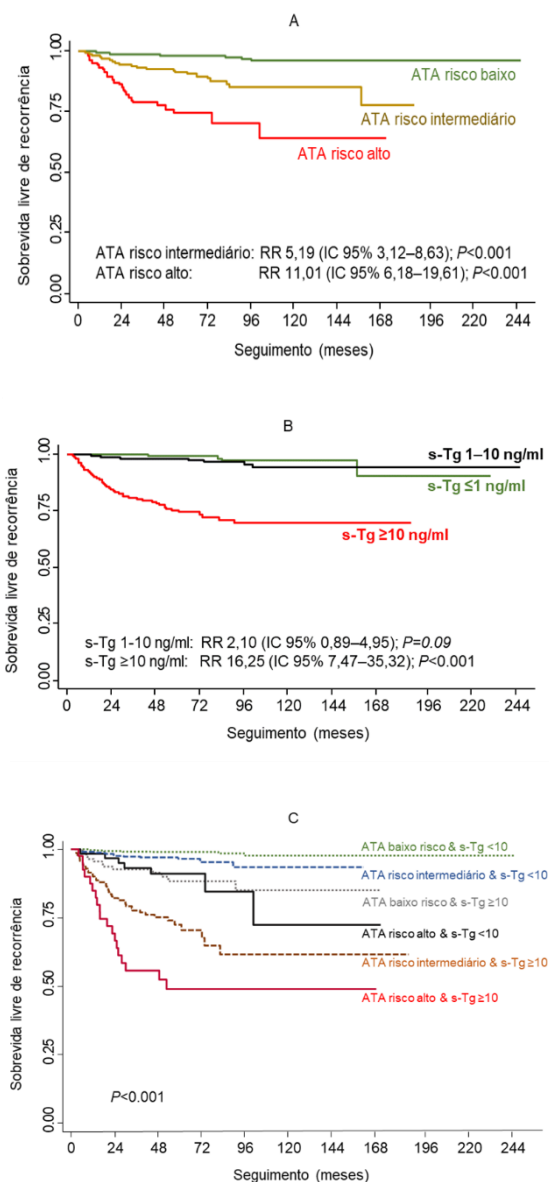 A
Sobrevida livre de recorrência
1.00
0.75
0.50
0.25
0.00
ATA risco baixo
ATA risco intermediário
ATA risco alto
ATA risco intermediário: RR 5,19 (IC 95% 3,12–8,63); P<0.001
ATA risco alto: RR 11,01 (IC 95% 6,18–19,61); P<0.001
0 24 48 72 96 120 144 168 196 228 244
Seguimento (meses)
B
Sobrevida livre de recorrência
1.00
0.75
0.50
0.25
0.00
s-Tg 1–10 ng/ml
s-Tg ≤1 ng/ml
s-Tg ≥10 ng/ml
s-Tg 1-10 ng/ml: RR 2,10 (IC 95% 0,89–4,95); P=0.09
s-Tg ≥10 ng/ml: RR 16,25 (IC 95% 7,47–35,32); P<0.001
0 24 48 72 96 120 144 168 196 228 244
Seguimento (meses)
C
Sobrevida livre de recorrência
1.00
0.75
0.50
0.25
0.00
ATA baixo risco & s-Tg <10
ATA risco intermediário & s-Tg <10
ATA baixo risco & s-Tg ≥10
ATA risco alto & s-Tg <10
ATA risco intermediário & s-Tg ≥10
ATA risco alto & s-Tg ≥10
P<0.001
0 24 48 72 96 120 144 168 196 228 244
Seguimento (meses)